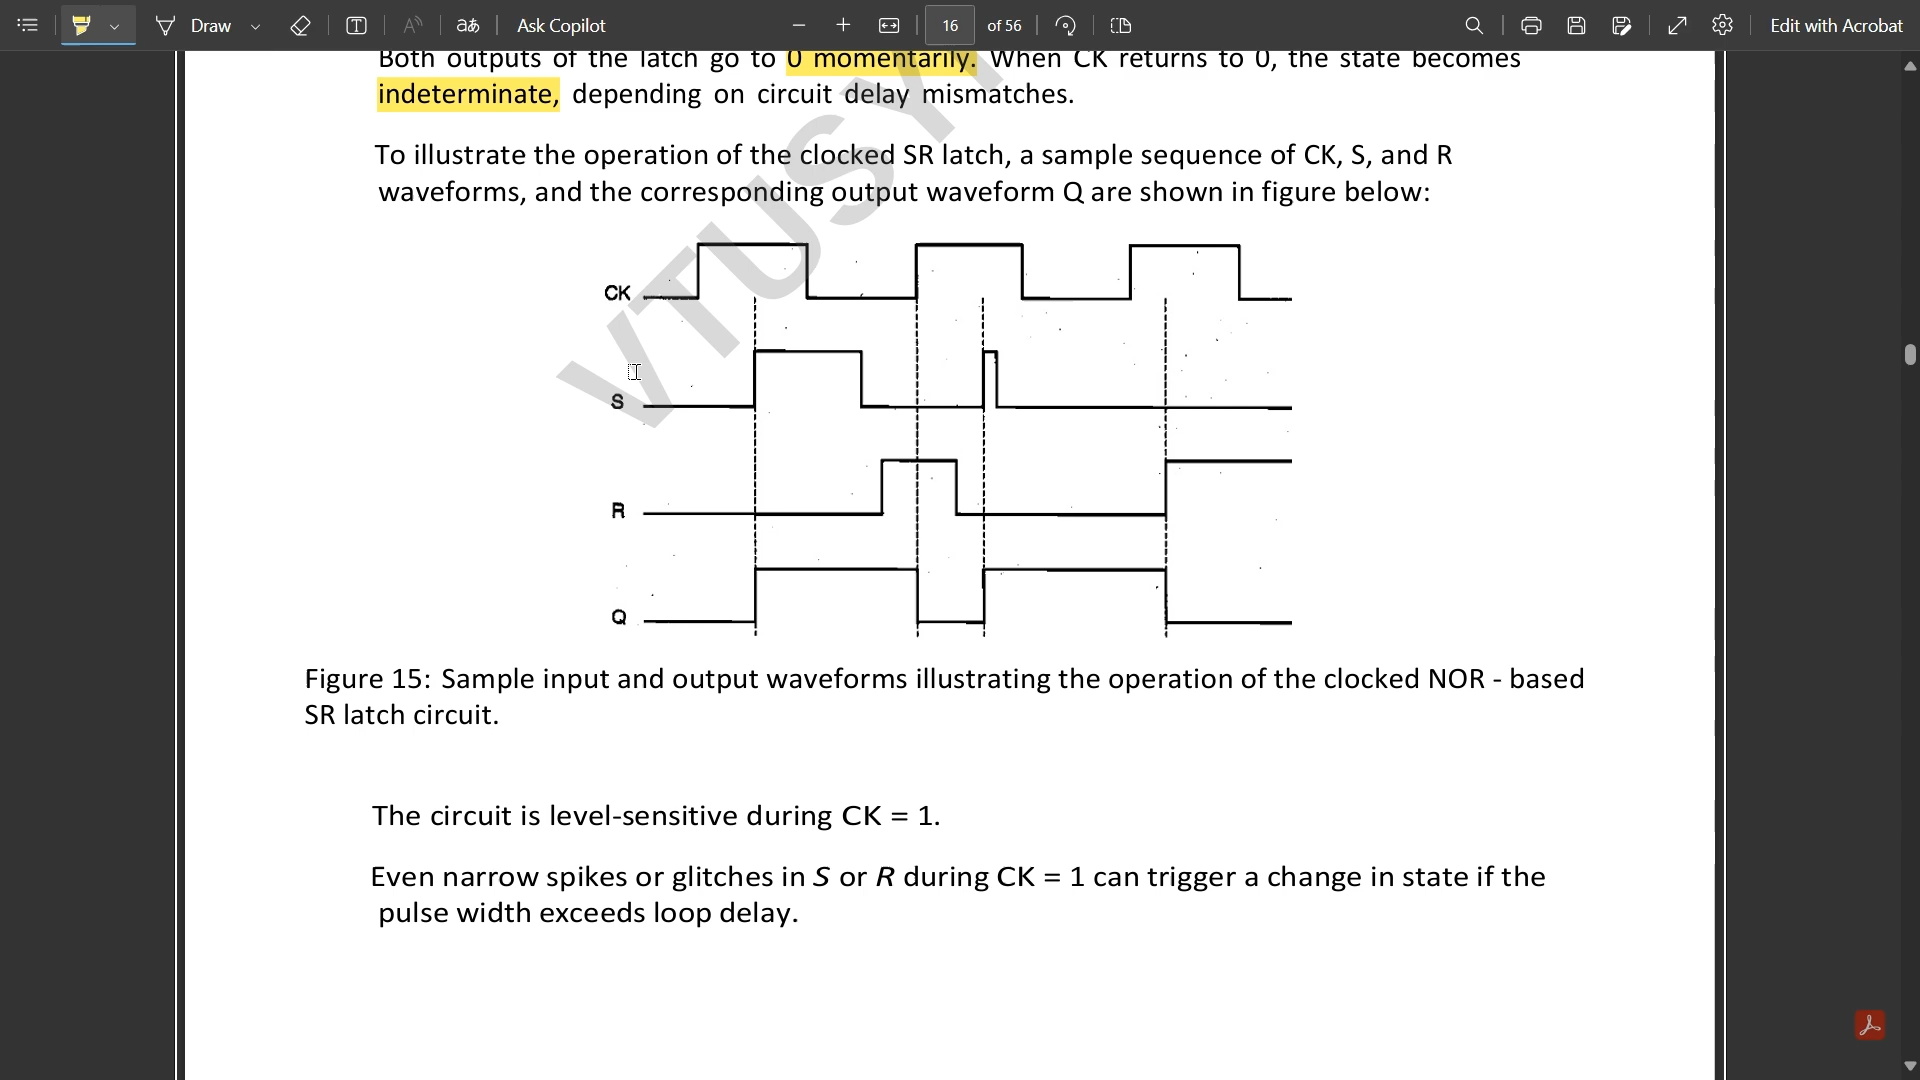 Draw
A
aあ
Ask Copilot
16
of 56
Edit with Acrobat
Both outputs of the latch go to 0 momentarily. When CK returns to 0, the state becomes
indeterminate, depending on circuit delay mismatches.
To illustrate the operation of the clocked SR latch, a sample sequence of CK, S, and R
waveforms, and the corresponding output waveform Q are shown in figure below:
VTUSY
CK
S
R
Q
Figure 15: Sample input and output waveforms illustrating the operation of the clocked NOR - based
SR latch circuit.
The circuit is level-sensitive during CK = 1.
Even narrow spikes or glitches in S or R during CK = 1 can trigger a change in state if the
pulse width exceeds loop delay.